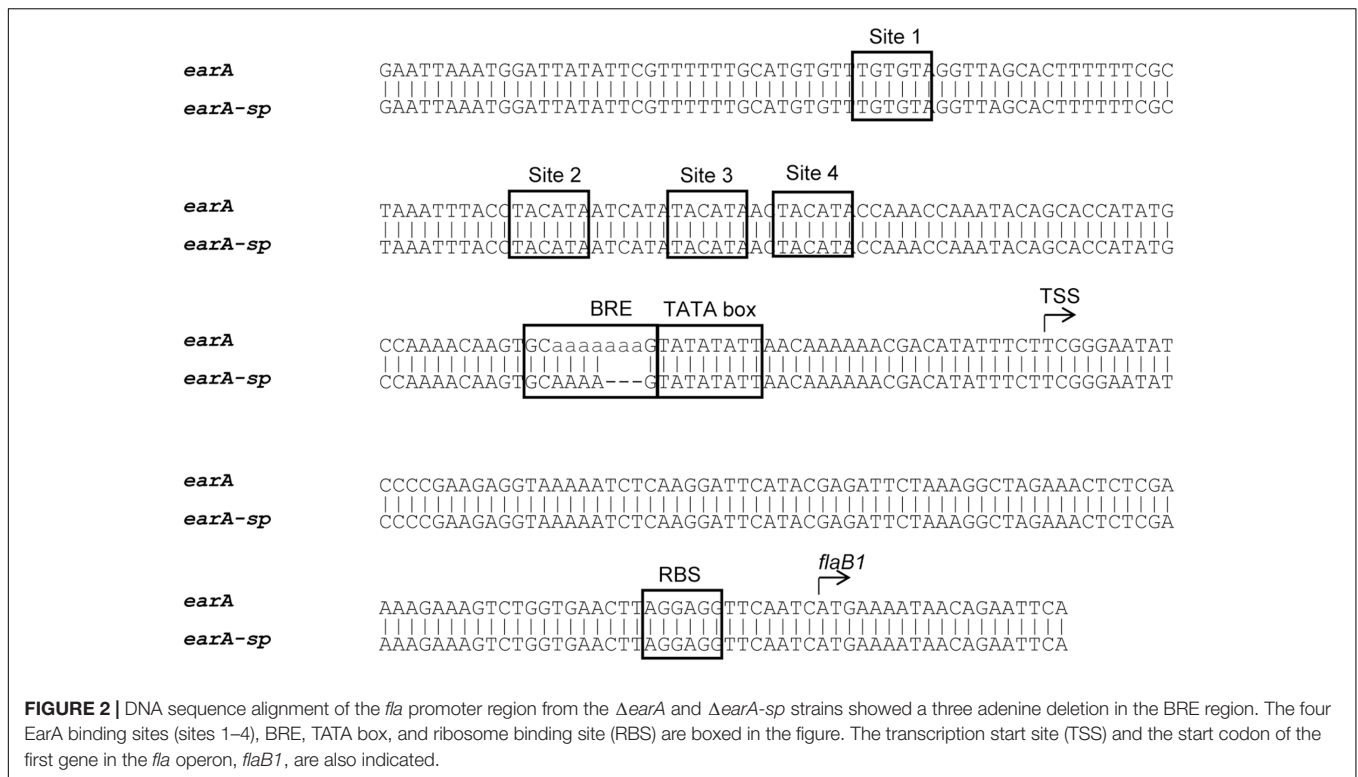 Site 1
earA GAATTAAATGGATTATATTCGTTTTTTGCATGTGTTTGTGTAGGTTAGCACTTTTTTCGC
earA-sp GAATTAAATGGATTATATTCGTTTTTTGCATGTGTTTGTGTAGGTTAGCACTTTTTTCGC
Site 2 Site 3 Site 4
earA TAAATTTACCTACATAATCATATACATAACTACATACCAAACCAAATACAGCACCATATG
earA-sp TAAATTTACCTACATAATCATATACATAACTACATACCAAACCAAATACAGCACCATATG
BRE TATA box TSS
earA CCAAAACAAGTGCaaaaaaaGTATATATTAACAAAAAACGACATATTTCTTCGGGAATAT
earA-sp CCAAAACAAGTGCAAAA---GTATATATTAACAAAAAACGACATATTTCTTCGGGAATAT
earA CCCCGAAGAGGTAAAAATCTCAAGGATTCATACGAGATTCTAAAGGCTAGAAACTCTCGA
earA-sp CCCCGAAGAGGTAAAAATCTCAAGGATTCATACGAGATTCTAAAGGCTAGAAACTCTCGA
RBS flaB1
earA AAAGAAAGTCTGGTGAACTTAGGAGGTTCAATCATGAAAATAACAGAATTCA
earA-sp AAAGAAAGTCTGGTGAACTTAGGAGGTTCAATCATGAAAATAACAGAATTCA
FIGURE 2 | DNA sequence alignment of the fla promoter region from the ΔearA and ΔearA-sp strains showed a three adenine deletion in the BRE region. The four
EarA binding sites (sites 1–4), BRE, TATA box, and ribosome binding site (RBS) are boxed in the figure. The transcription start site (TSS) and the start codon of the
first gene in the fla operon, flaB1, are also indicated.